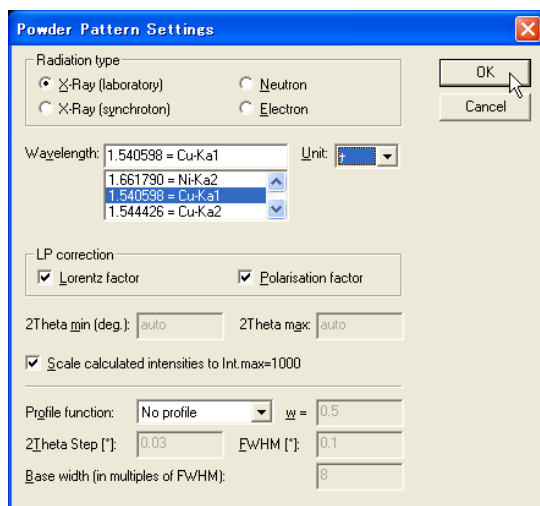 Powder Pattern Settings
Radiation type
X-Ray (laboratory) Neutron
X-Ray (synchroton) Electron
OK
Cancel
Wavelength: 1.540598 = Cu-Ka1 Unit:
1.661790 = Ni-Ka2
1.540598 = Cu-Ka1
1.544426 = Cu-Ka2
LP correction
Lorentz factor Polarisation factor
2Theta min (deg.): auto 2Theta max: auto
Scale calculated intensities to Int.max=1000
Profile function: No profile w = 0.5
2Theta Step [°]: 0.03 FWHM [°]: 0.1
Base width (in multiples of FWHM): 8